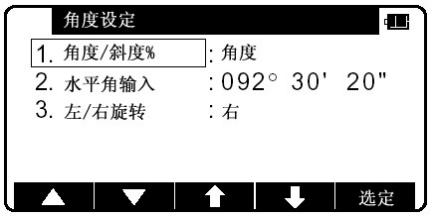 角度设定
1. 角度/斜度% : 角度
2. 水平角输入 : 092° 30' 20"
3. 左/右旋转 : 右
选定